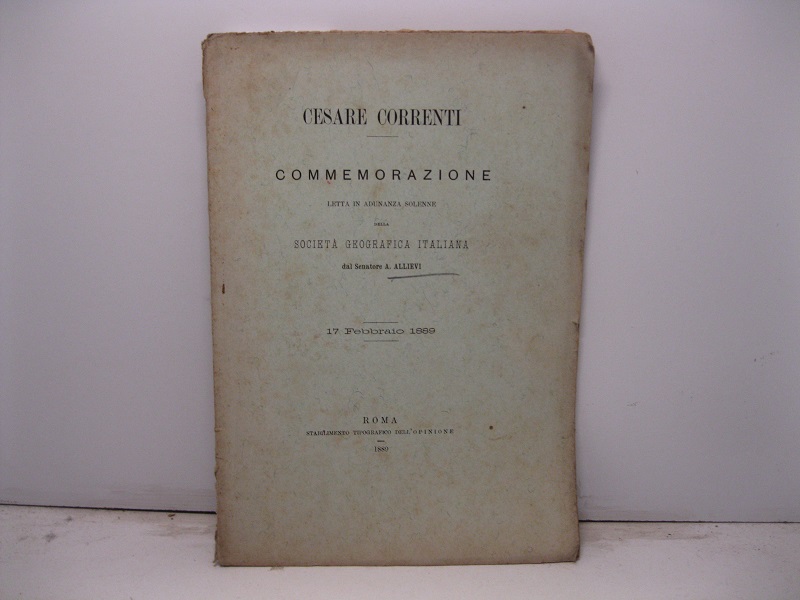 CESARE CORRENTI
COMMEMORAZIONE
LETTA IN ADUNANZA SOLENNE
DELLA
SOCIETÀ GEOGRAFICA ITALIANA
dal Senatore A. ALLIEVI
17 Febbraio 1889
ROMA
STABILIMENTO TIPOGRAFICO DELL'OPINIONE